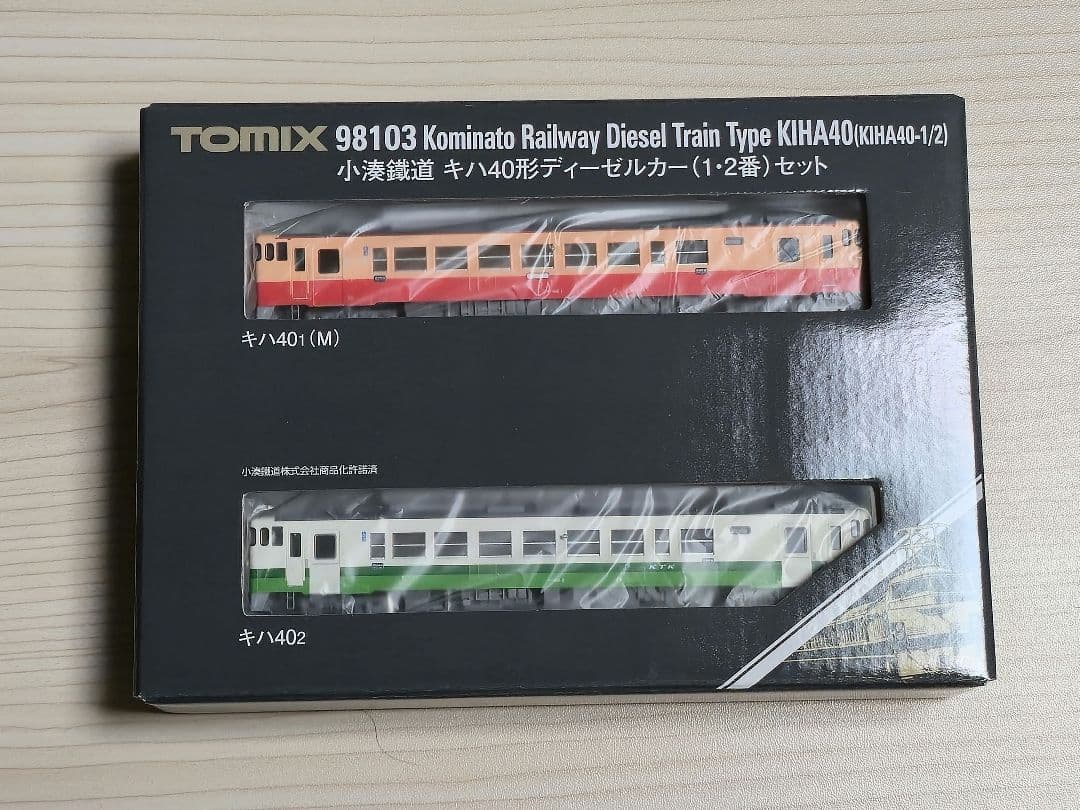 TOMIX 98103 Kominato Railway Diesel Train Type KIHA40(KIHA40-1/2)
小湊鐵道 キハ40形ディーゼルカー(1・2番)セット
キハ401(M)
小湊鐵道株式会社商品化許諾済
KTK
キハ402